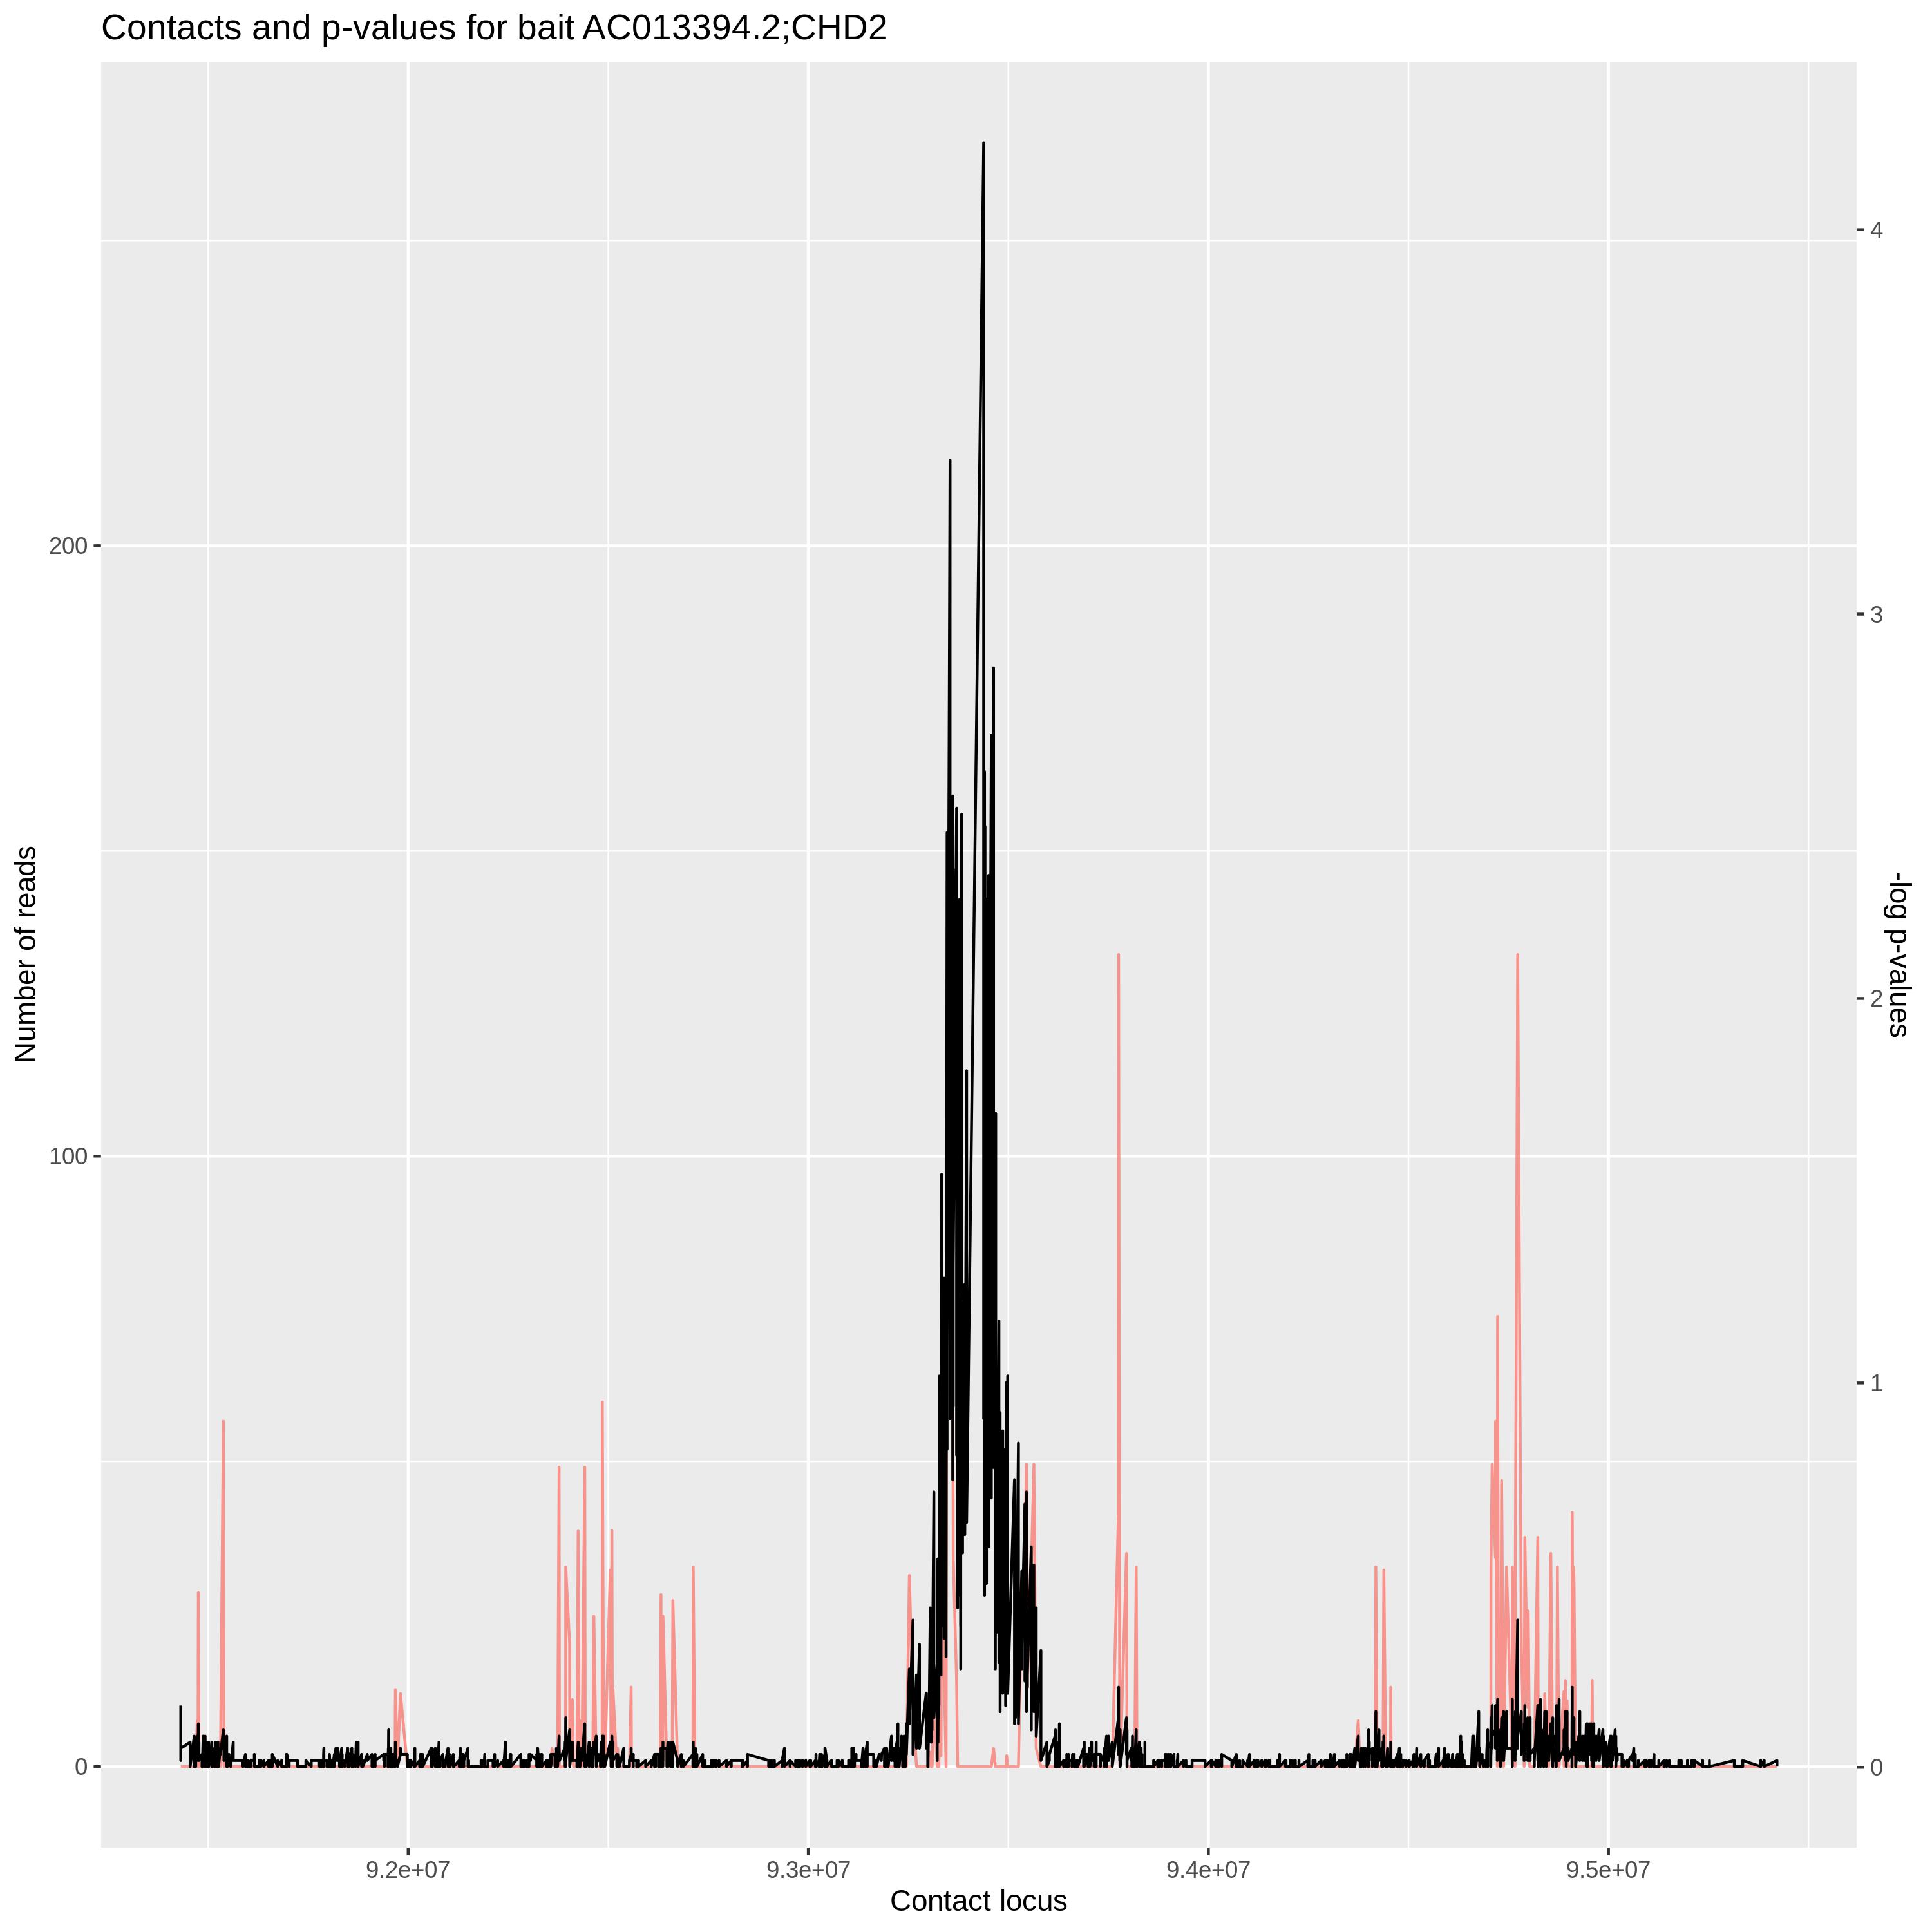 Contacts and p-values for bait AC013394.2;CHD2
Number of reads
200
100
0
4
3
2
1
0
-log p-values
9.2e+07
9.3e+07
9.4e+07
9.5e+07
Contact locus